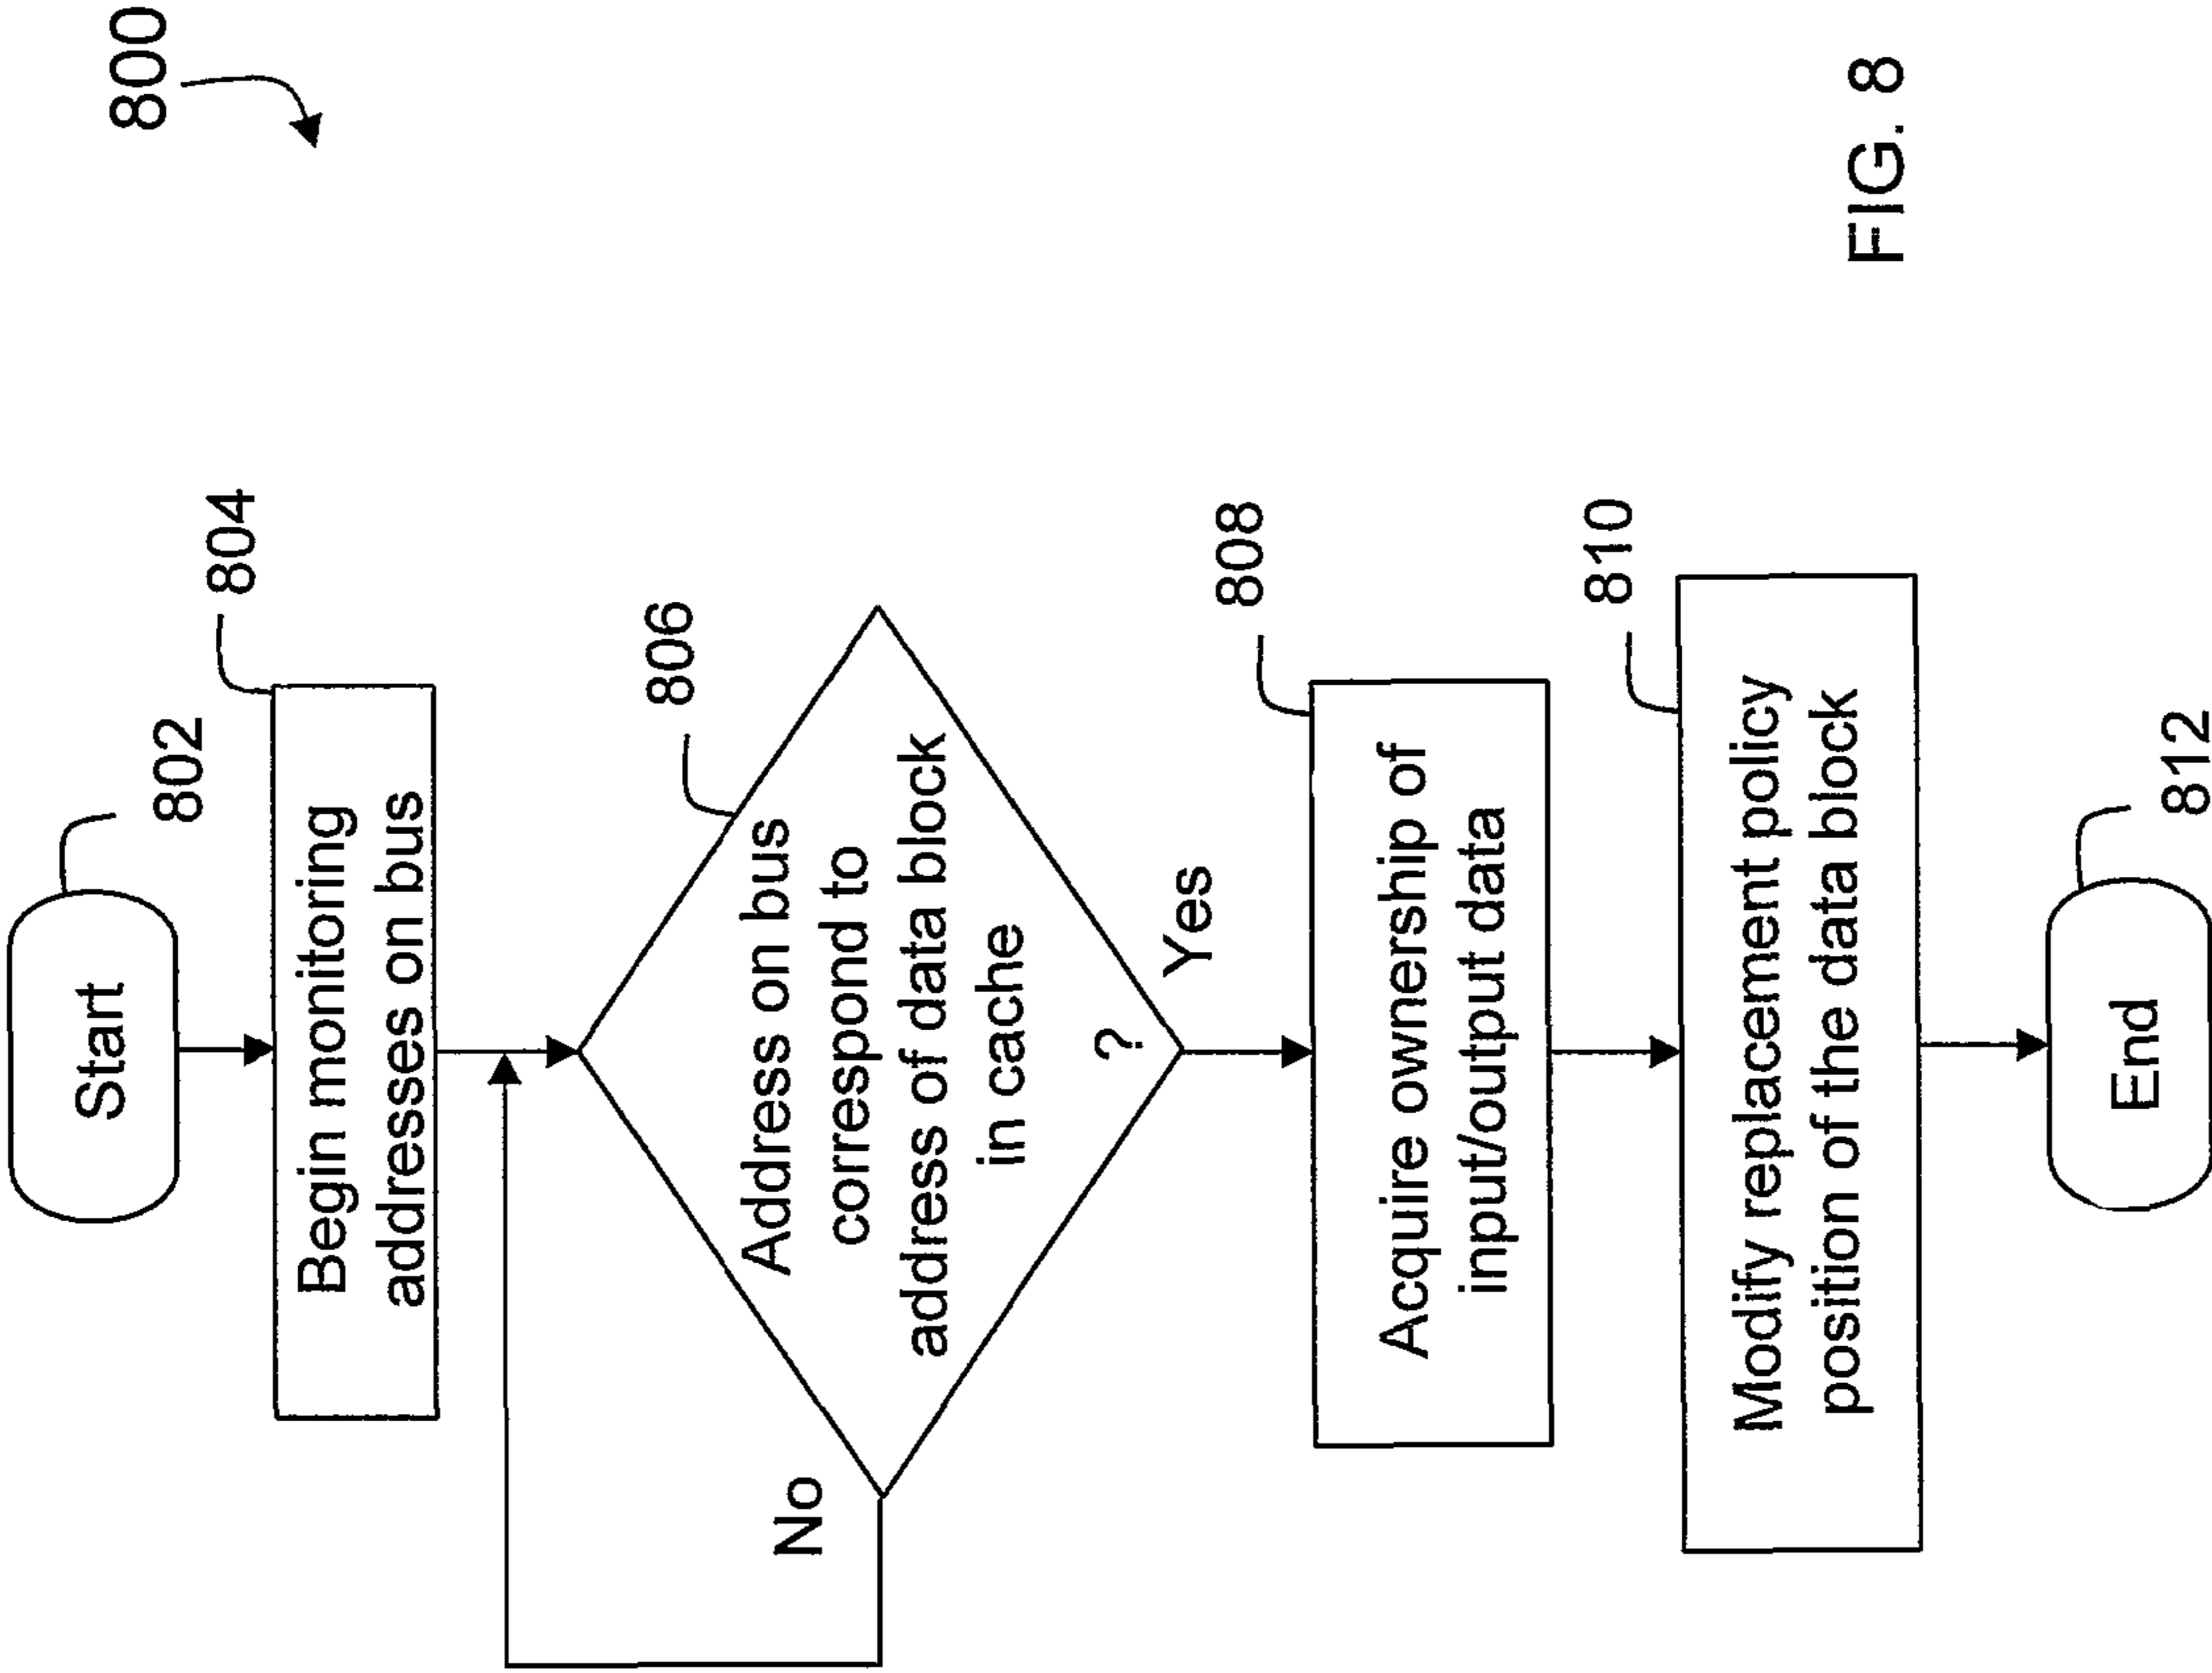 800
Start
802
Begin monitoring
addresses on bus
804
Address on bus
correspond to
address of data block
in cache
?
806
No
Yes
Acquire ownership of
input/output data
808
Modify replacement policy
position of the data block
810
End
812
FIG. 8